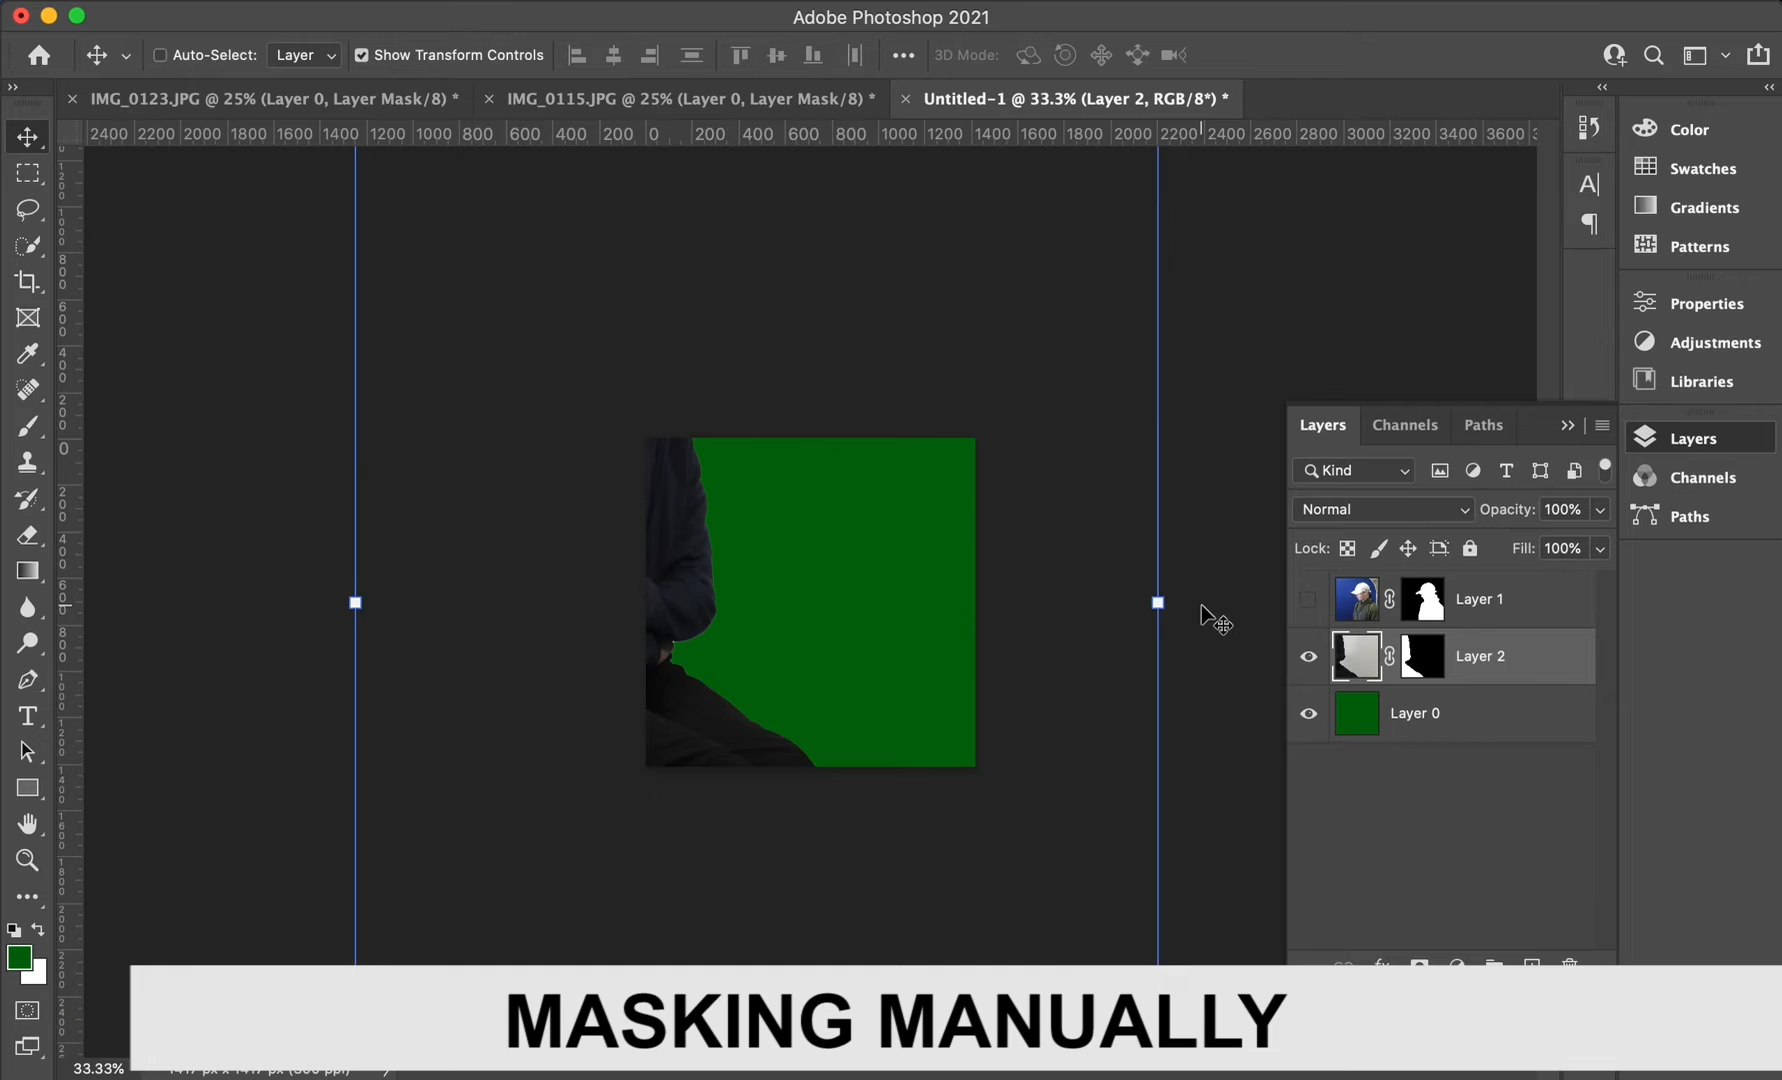 Adobe Photoshop 2021
Auto-Select: Layer Show Transform Controls 3D Mode:
IMG_0123.JPG @ 25% (Layer 0, Layer Mask/8) * IMG_0115.JPG @ 25% (Layer 0, Layer Mask/8) * Untitled-1 @ 33.3% (Layer 2, RGB/8*) *
2400 2200 2000 1800 1600 1400 1200 1000 800 600 400 200 0 200 400 600 800 1000 1200 1400 1600 1800 2000 2200 2400 2600 2800 3000 3200 3400 3600
Color
Swatches
Gradients
Patterns
Properties
Adjustments
Libraries
Layers
Channels
Paths
Layers Channels Paths
Kind
Normal Opacity: 100%
Lock: Fill: 100%
Layer 1
Layer 2
Layer 0
MASKING MANUALLY
33.33%